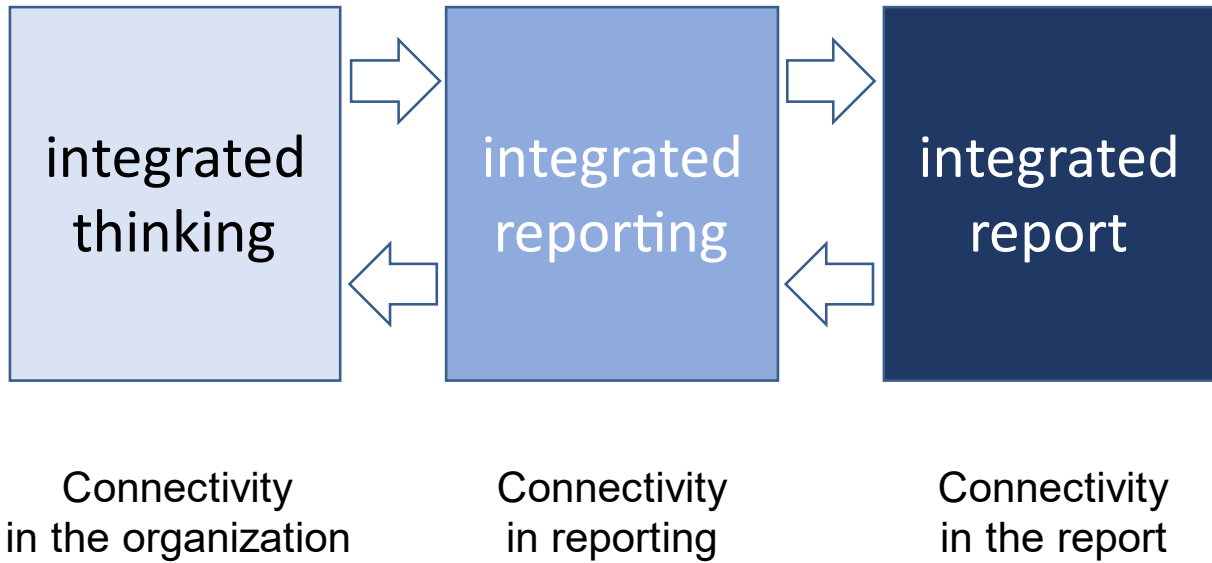 integrated
thinking
integrated
reporting
integrated
report
Connectivity
in the organization
Connectivity
in reporting
Connectivity
in the report